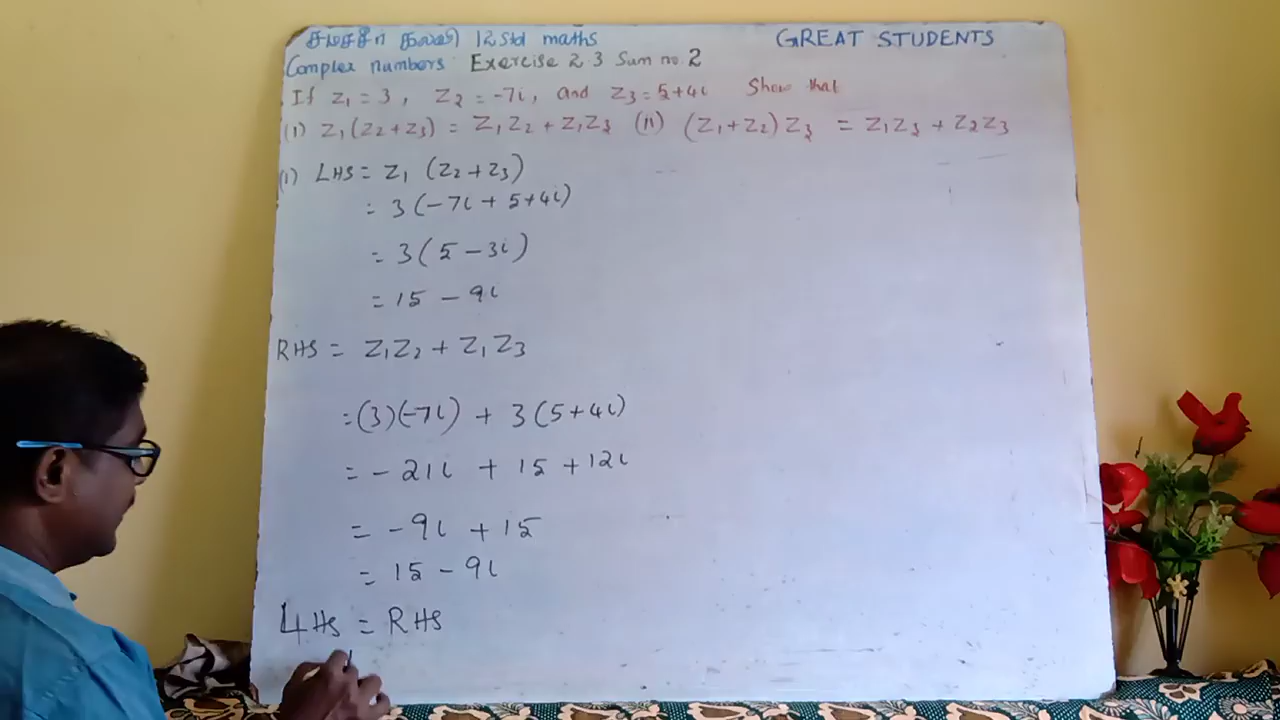 சமச்சீர் கல்வி 12 Std maths GREAT STUDENTS
Complex numbers Exercise 2.3 Sum no. 2
If z₁ = 3, z₂ = -7i, and z₃ = 5+4i Show that
(i) z₁(z₂+z₃) = z₁z₂ + z₁z₃ (ii) (z₁+z₂)z₃ = z₁z₃ + z₂z₃
(i) LHS = z₁ (z₂+z₃)
= 3(-7i + 5+4i)
= 3(5 - 3i)
= 15 - 9i
RHS = z₁z₂ + z₁z₃
= (3)(-7i) + 3(5+4i)
= - 21i + 15 + 12i
= -9i + 15
= 15 - 9i
LHS = RHS